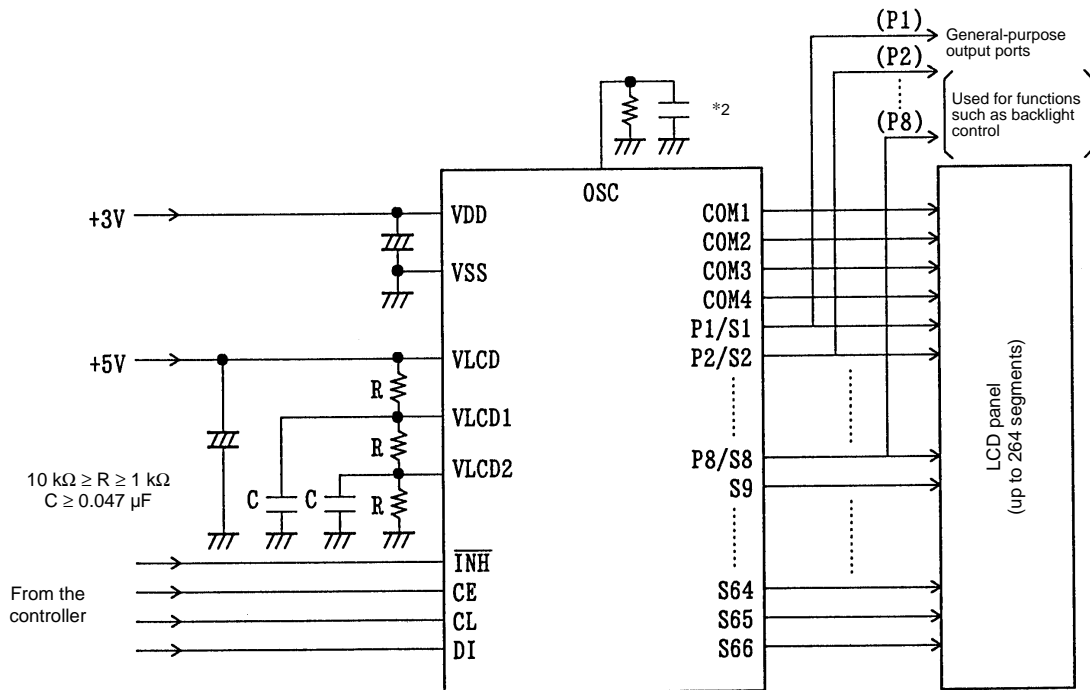 (P1)
General-purpose
output ports
(P2)
Used for functions
such as backlight
control
(P8)
*2
OSC
+3V
VDD
VSS
+5V
VLCD
R
VLCD1
R
VLCD2
R
C
C
10 kΩ ≥ R ≥ 1 kΩ
C ≥ 0.047 µF
From the
controller
INH
CE
CL
DI
COM1
COM2
COM3
COM4
P1/S1
P2/S2
P8/S8
S9
S64
S65
S66
LCD panel
(up to 264 segments)